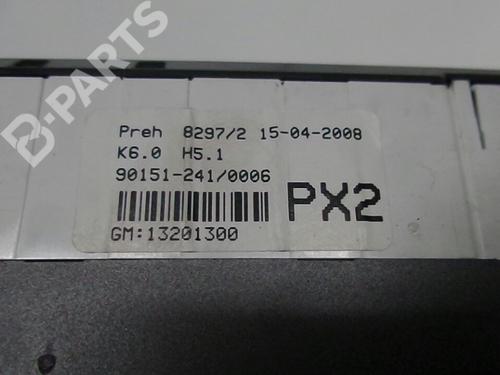 B-PARTS
Preh 8297/2 15-04-2008
K6.0 H5.1
90151-241/0006
PX2
GM:13201300